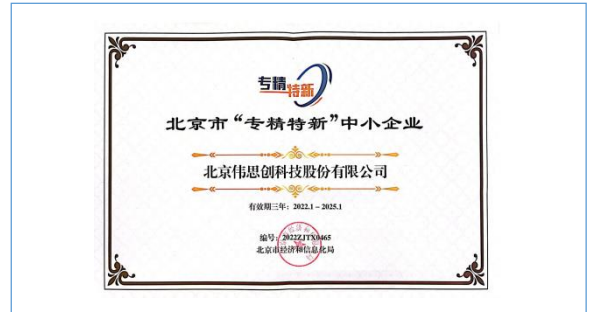 专精特新
北京市“专精特新”中小企业
北京伟思创科技股份有限公司
有效期三年：2022.1－2025.1
编号：2022ZJTX0465
北京市经济和信息化局